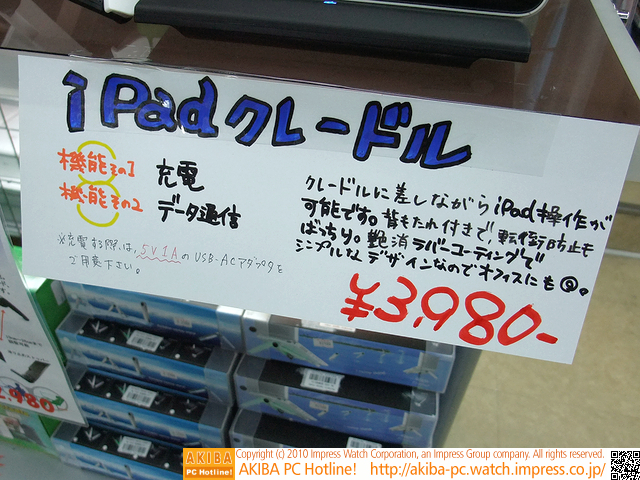 iPadクレードル
機能その1 充電
機能その2 データ通信
※充電する際は、5V1AのUSB-ACアダプタを
ご用意下さい。
クレードルに差しながらiPad操作が
可能です。背もたれ付きで転倒防止も
ばっちり。艶消ラバーコーティングで
シンプルなデザインなのでオフィスにも◎。
¥3,980-
2,980
AKIBA
PC Hotline!
Copyright (c) 2010 Impress Watch Corporation, an Impress Group company. All rights reserved.
AKIBA PC Hotline! http://akiba-pc.watch.impress.co.jp/